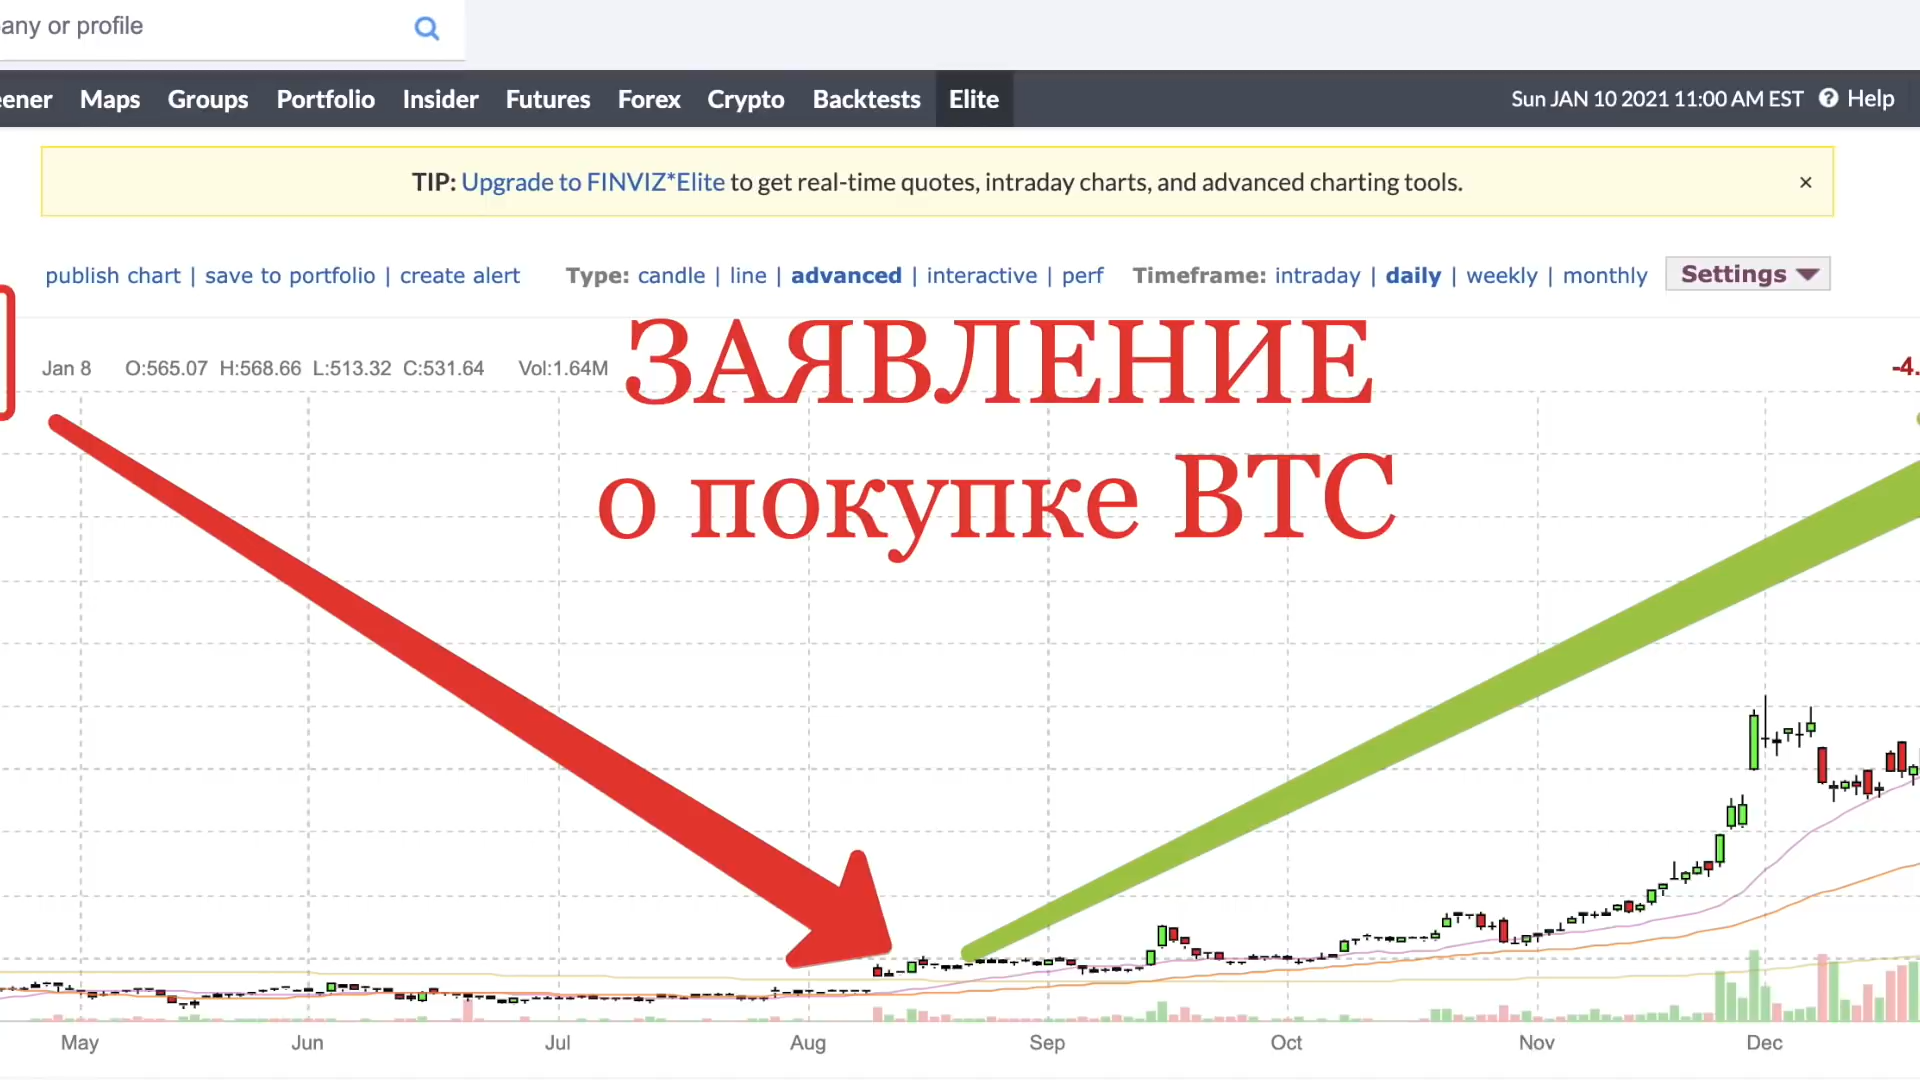 any or profile
eener Maps Groups Portfolio Insider Futures Forex Crypto Backtests Elite Sun JAN 10 2021 11:00 AM EST ? Help
TIP: Upgrade to FINVIZ*Elite to get real-time quotes, intraday charts, and advanced charting tools. ×
publish chart | save to portfolio | create alert Type: candle | line | advanced | interactive | perf Timeframe: intraday | daily | weekly | monthly Settings
Jan 8 O:565.07 H:568.66 L:513.32 C:531.64 Vol:1.64M -4.
ЗАЯВЛЕНИЕ
о покупке BTC
May Jun Jul Aug Sep Oct Nov Dec